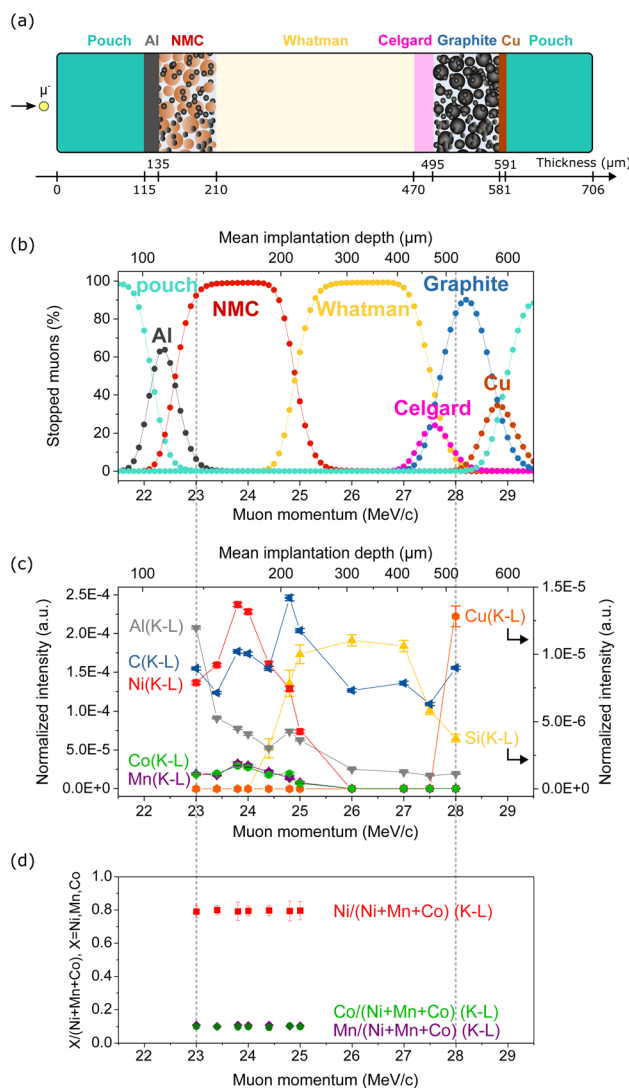 (a)
Pouch Al NMC Whatman Celgard Graphite Cu Pouch
μ-
135 495 591 Thickness (μm)
0 115 210 470 581 706
(b)
Mean implantation depth (μm)
100 200 300 400 500 600
Stopped muons (%)
100
80
60
40
20
0
pouch
Al
NMC
Whatman
Graphite
Celgard
Cu
22 23 24 25 26 27 28 29
Muon momentum (MeV/c)
(c)
Mean implantation depth (μm)
100 200 300 400 500 600
Normalized intensity (a.u.)
2.5E-4
2.0E-4
1.5E-4
1.0E-4
5.0E-5
0.0E+0
Al(K-L)
C(K-L)
Ni(K-L)
Co(K-L)
Mn(K-L)
Cu(K-L)
Si(K-L)
1.5E-5
1.0E-5
5.0E-6
0.0E+0
Normalized intensity (a.u.)
22 23 24 25 26 27 28 29
Muon momentum (MeV/c)
(d)
X/(Ni+Mn+Co), X=Ni,Mn,Co
1.0
0.8
0.6
0.4
0.2
0.0
Ni/(Ni+Mn+Co) (K-L)
Co/(Ni+Mn+Co) (K-L)
Mn/(Ni+Mn+Co) (K-L)
22 23 24 25 26 27 28 29
Muon momentum (MeV/c)